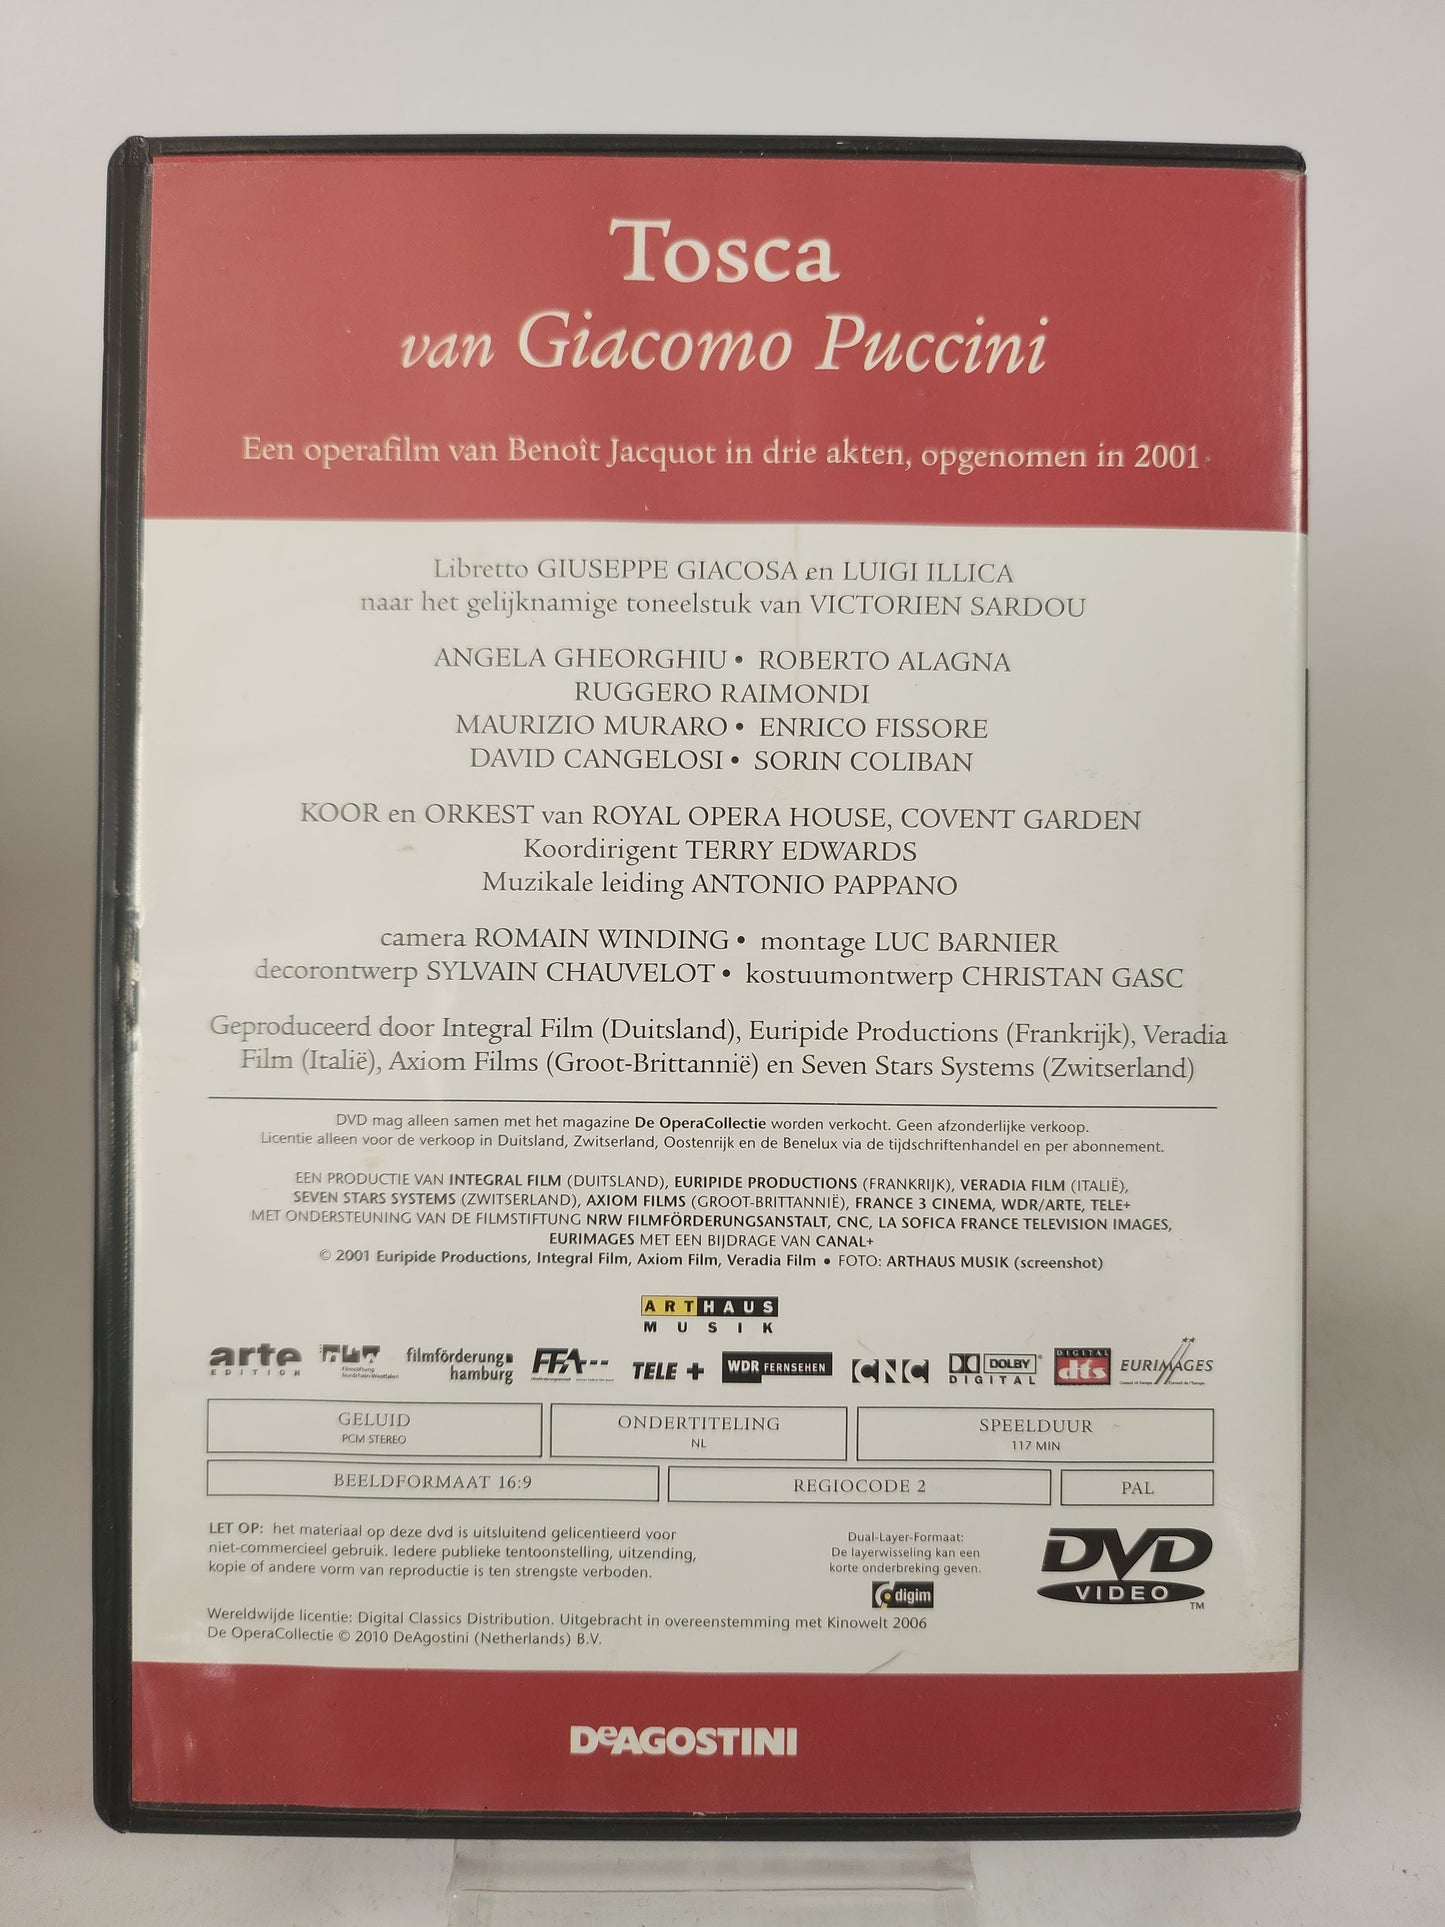 Tosca
van Giacomo Puccini
Een operafilm van Benoît Jacquot in drie akten, opgenomen in 2001
Libretto GIUSEPPE GIACOSA en LUIGI ILLICA
naar het gelijknamige toneelstuk van VICTORIEN SARDOU
ANGELA GHEORGHIU • ROBERTO ALAGNA
RUGGERO RAIMONDI
MAURIZIO MURARO • ENRICO FISSORE
DAVID CANGELOSI • SORIN COLIBAN
KOOR en ORKEST van ROYAL OPERA HOUSE, COVENT GARDEN
Koordirigent TERRY EDWARDS
Muzikale leiding ANTONIO PAPPANO
camera ROMAIN WINDING • montage LUC BARNIER
decorontwerp SYLVAIN CHAUVELOT • kostuumontwerp CHRISTAN GASC
Geproduceerd door Integral Film (Duitsland), Euripide Productions (Frankrijk), Veradia
Film (Italië), Axiom Films (Groot-Brittannië) en Seven Stars Systems (Zwitserland)
DVD mag alleen samen met het magazine De OperaCollectie worden verkocht. Geen afzonderlijke verkoop.
Licentie alleen voor de verkoop in Duitsland, Zwitserland, Oostenrijk en de Benelux via de tijdschriftenhandel en per abonnement.
EEN PRODUCTIE VAN INTEGRAL FILM (DUITSLAND), EURIPIDE PRODUCTIONS (FRANKRIJK), VERADIA FILM (ITALIË),
SEVEN STARS SYSTEMS (ZWITSERLAND), AXIOM FILMS (GROOT-BRITTANNIË), FRANCE 3 CINEMA, WDR/ARTE, TELE+
MET ONDERSTEUNING VAN DE FILMSTIFTUNG NRW FILMFÖRDERUNGSANSTALT, CNC, LA SOFICA FRANCE TELEVISION IMAGES,
EURIMAGES MET EEN BIJDRAGE VAN CANAL+
© 2001 Euripide Productions, Integral Film, Axiom Film, Veradia Film • FOTO: ARTHAUS MUSIK (screenshot)
ARTHAUS
MUSIK
arte EDITION Filmstiftung Nordrhein-Westfalen filmförderung hamburg FFA TELE + WDR FERNSEHEN CNC DOLBY DIGITAL DIGITAL dts EURIMAGES
GELUID ONDERTITELING SPEELDUUR
PCM STEREO NL 117 MIN
BEELDFORMAAT 16:9 REGIOCODE 2 PAL
LET OP: het materiaal op deze dvd is uitsluitend gelicentieerd voor
niet-commercieel gebruik. Iedere publieke tentoonstelling, uitzending,
kopie of andere vorm van reproductie is ten strengste verboden.
Dual-Layer-Formaat:
De layerwisseling kan een
korte onderbreking geven.
digim
DVD
VIDEO
TM
Wereldwijde licentie: Digital Classics Distribution. Uitgebracht in overeenstemming met Kinowelt 2006
De OperaCollectie © 2010 DeAgostini (Netherlands) B.V.
DeAGOSTINI